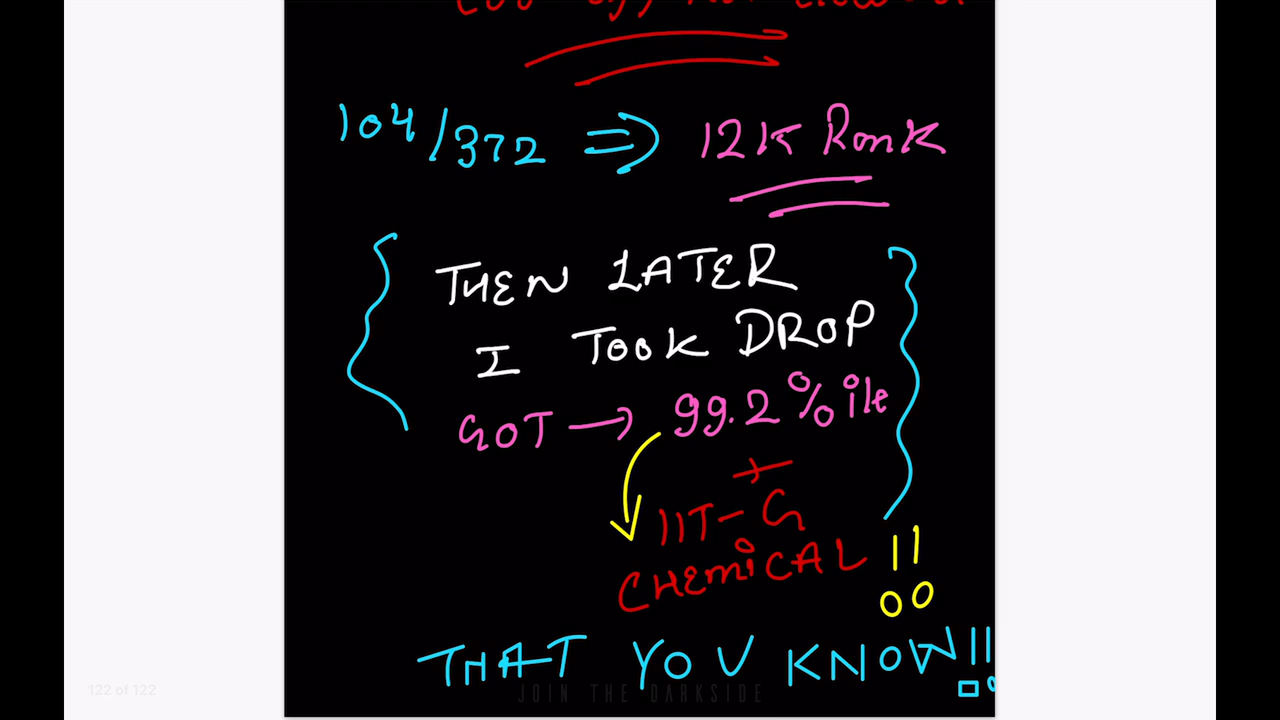 104/372 => 12K Rank
THEN LATER
I TOOK DROP
GOT → 99.2%ile
+
IIT-G
CHEMICAL !!
THAT YOU KNOW!!
122 of 122
JOIN THE DARKSIDE